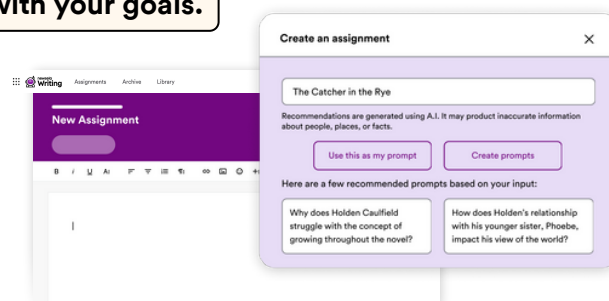 with your goals.
Create an assignment
Writing
Assignments Archive Library
The Catcher in the Rye
Recommendations are generated using A.I. It may product inaccurate information
about people, places, or facts.
New Assignment
Use this as my prompt
Create prompts
B i U
Here are a few recommended prompts based on your input:
Why does Holden Caulfield
struggle with the concept of
growing throughout the novel?
How does Holden's relationship
with his younger sister, Phoebe,
impact his view of the world?